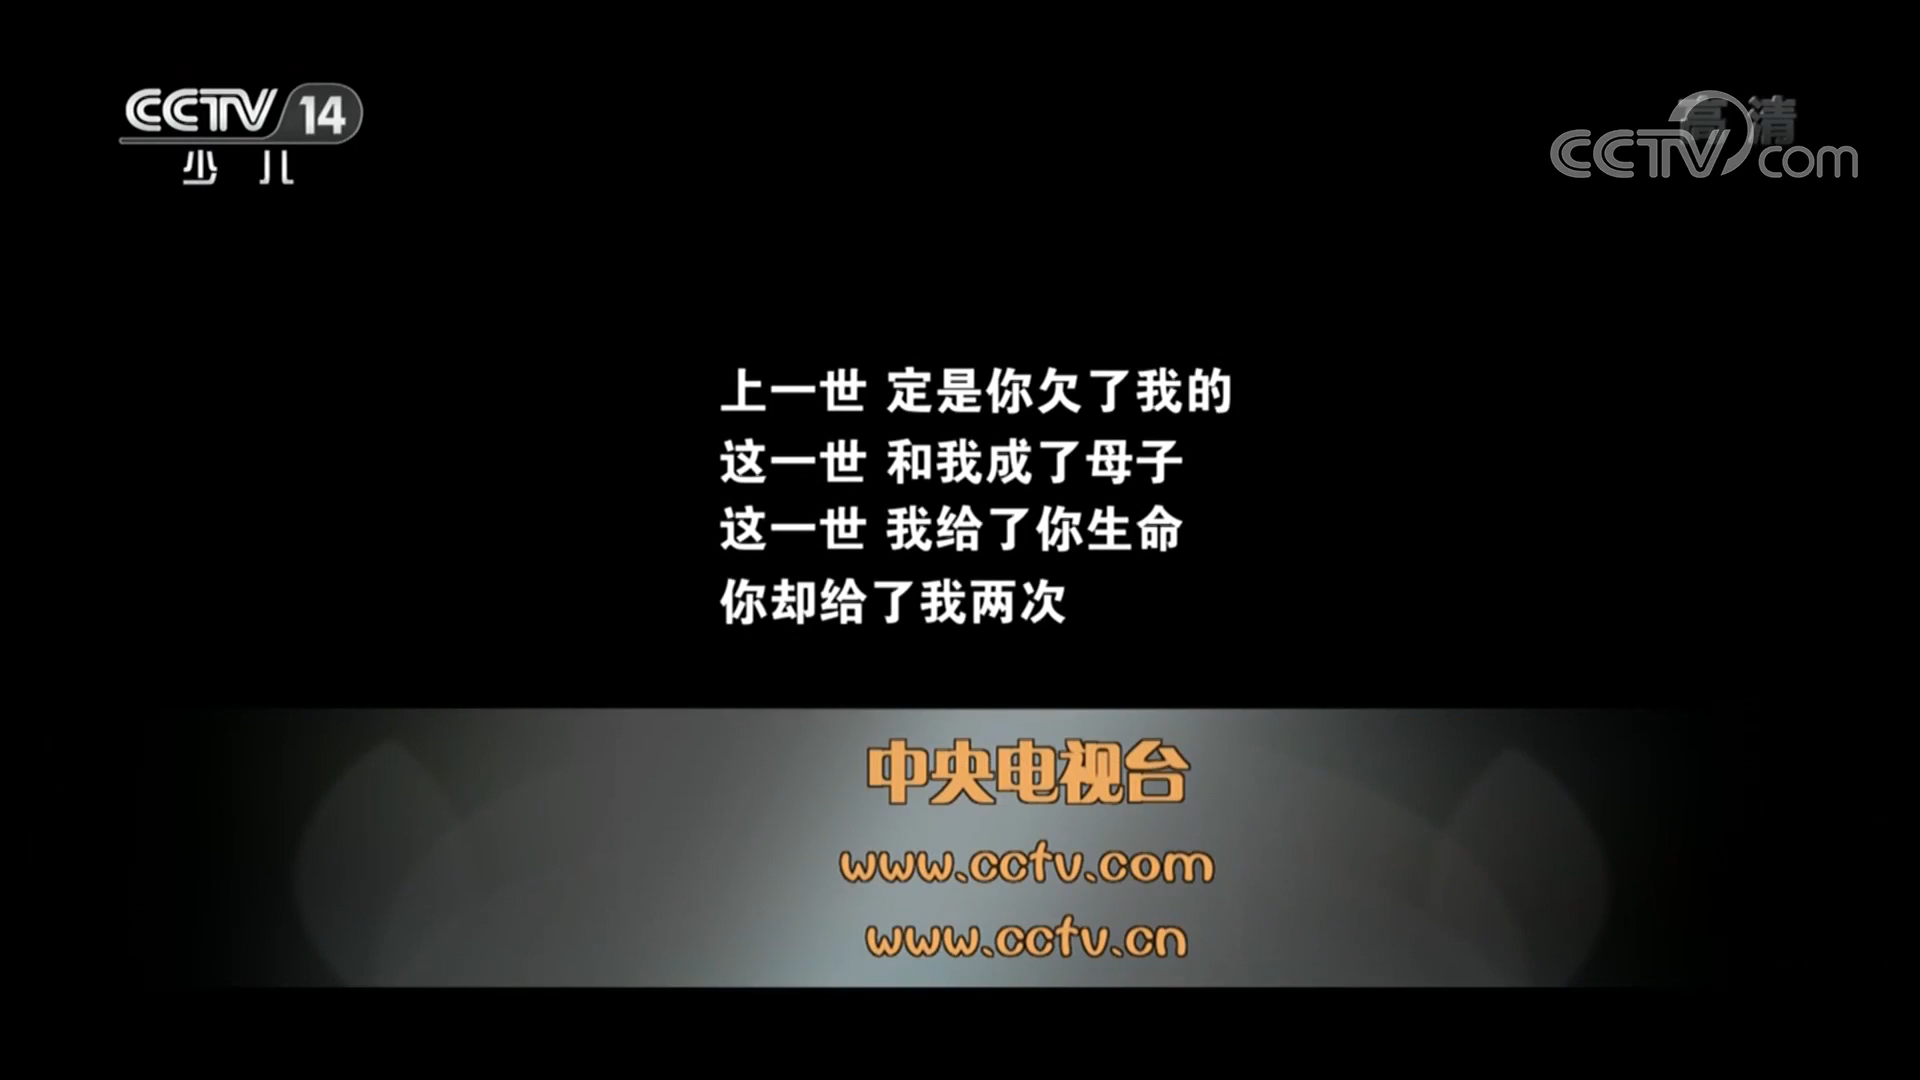 CCTV 14
少儿
高清
CCTV com
上一世 定是你欠了我的
这一世 和我成了母子
这一世 我给了你生命
你却给了我两次
中央电视台
www.cctv.com
www.cctv.cn